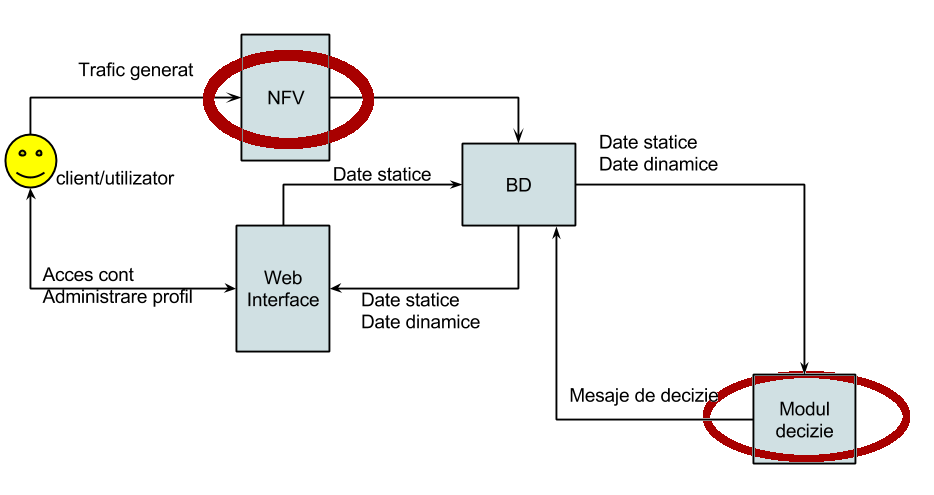 Trafic generat
NFV
Date statice
Date dinamice
client/utilizator
Date statice
BD
Acces cont
Administrare profil
Web
Interface
Date statice
Date dinamice
Mesaje de decizie
Modul
decizie